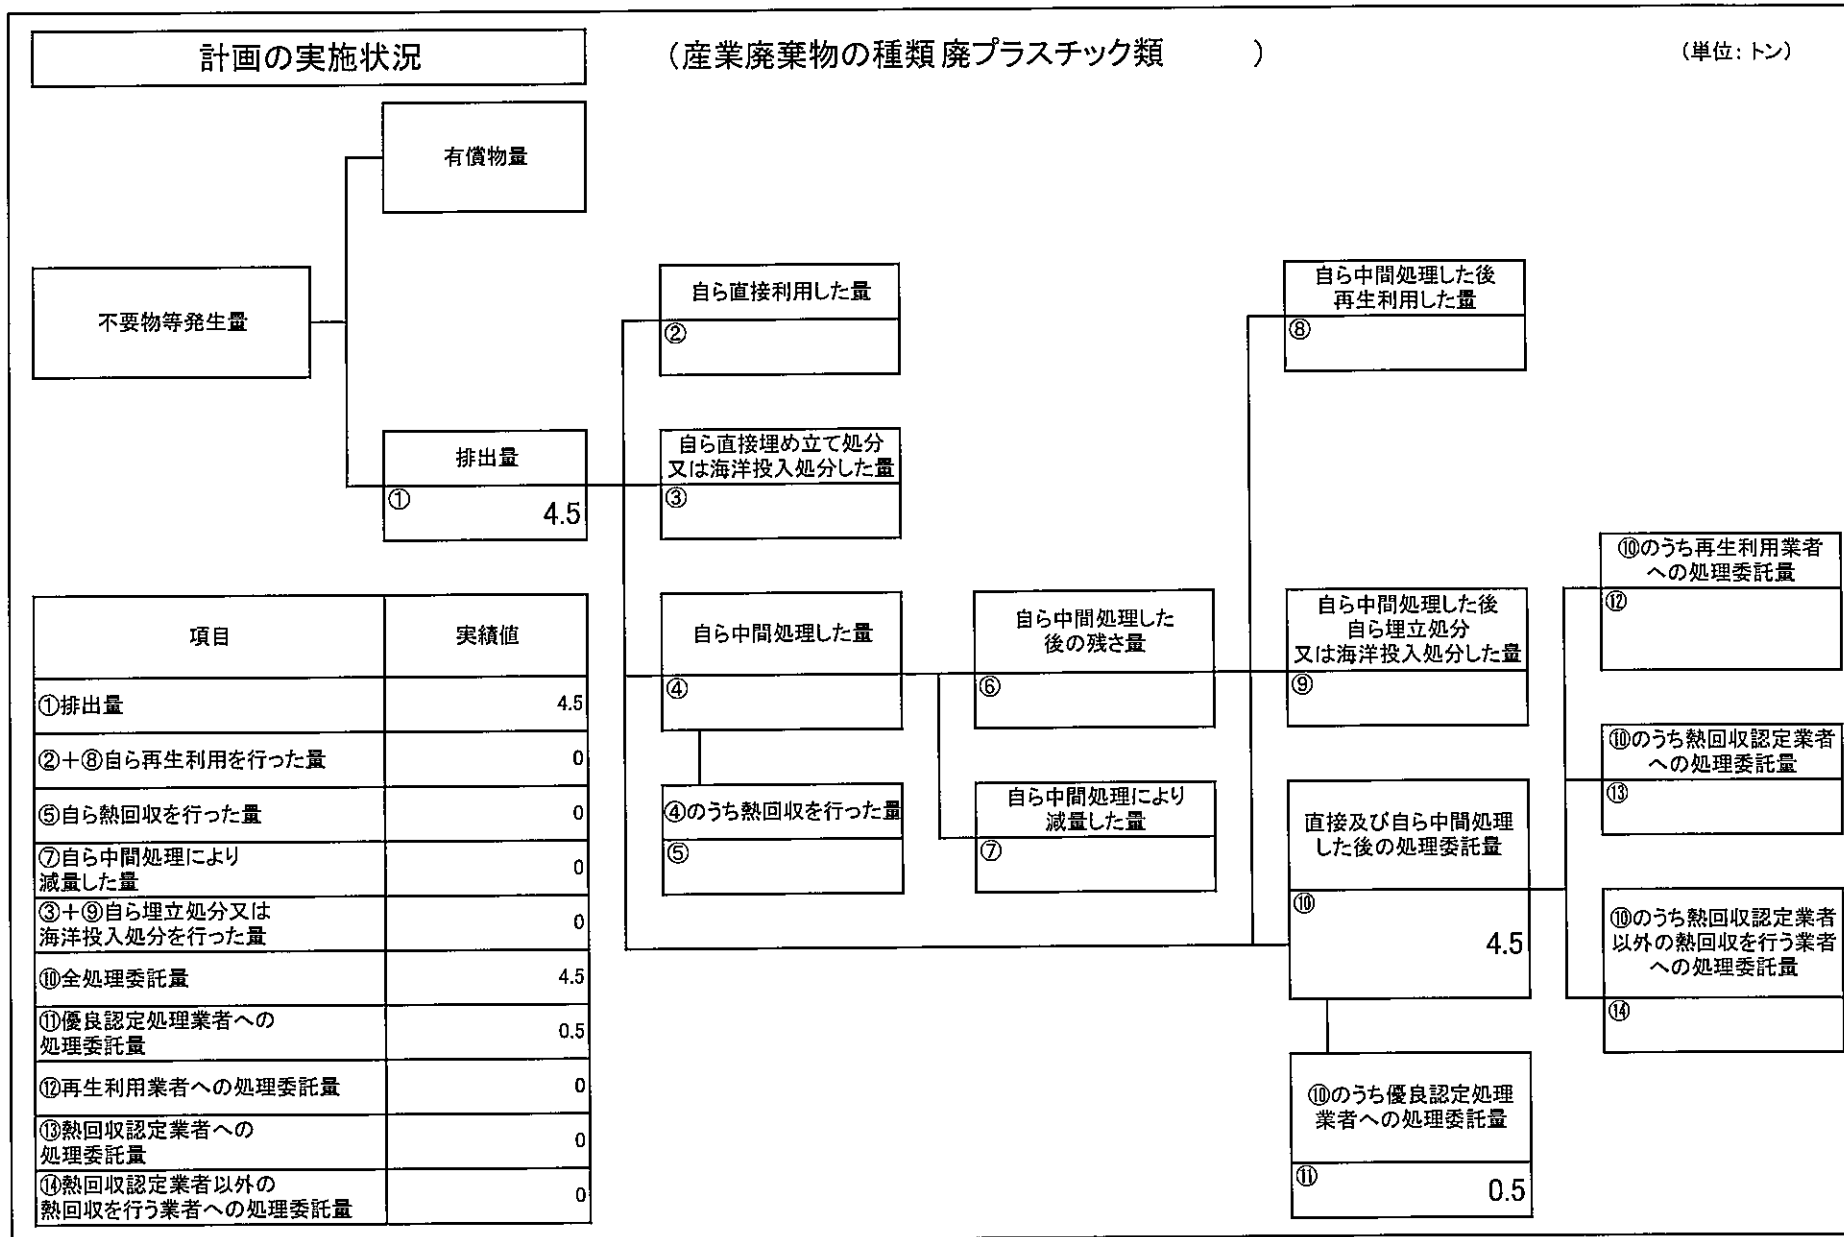 計画の実施状況
（産業廃棄物の種類 廃プラスチック類　　　）
（単位：トン）
有償物量
不要物等発生量
排出量
①
4.5
自ら直接利用した量
②
自ら直接埋め立て処分
又は海洋投入処分した量
③
自ら中間処理した量
④
④のうち熱回収を行った量
⑤
自ら中間処理した
後の残さ量
⑥
自ら中間処理により
減量した量
⑦
自ら中間処理した後
再生利用した量
⑧
自ら中間処理した後
自ら埋立処分
又は海洋投入処分した量
⑨
直接及び自ら中間処理
した後の処理委託量
⑩
4.5
⑩のうち優良認定処理
業者への処理委託量
⑪
0.5
⑩のうち再生利用業者
への処理委託量
⑫
⑩のうち熱回収認定業者
への処理委託量
⑬
⑩のうち熱回収認定業者
以外の熱回収を行う業者
への処理委託量
⑭
項目 実績値
①排出量 4.5
②＋⑧自ら再生利用を行った量 0
⑤自ら熱回収を行った量 0
⑦自ら中間処理により
減量した量 0
③＋⑨自ら埋立処分又は
海洋投入処分を行った量 0
⑩全処理委託量 4.5
⑪優良認定処理業者への
処理委託量 0.5
⑫再生利用業者への処理委託量 0
⑬熱回収認定業者への
処理委託量 0
⑭熱回収認定業者以外の
熱回収を行う業者への処理委託量 0